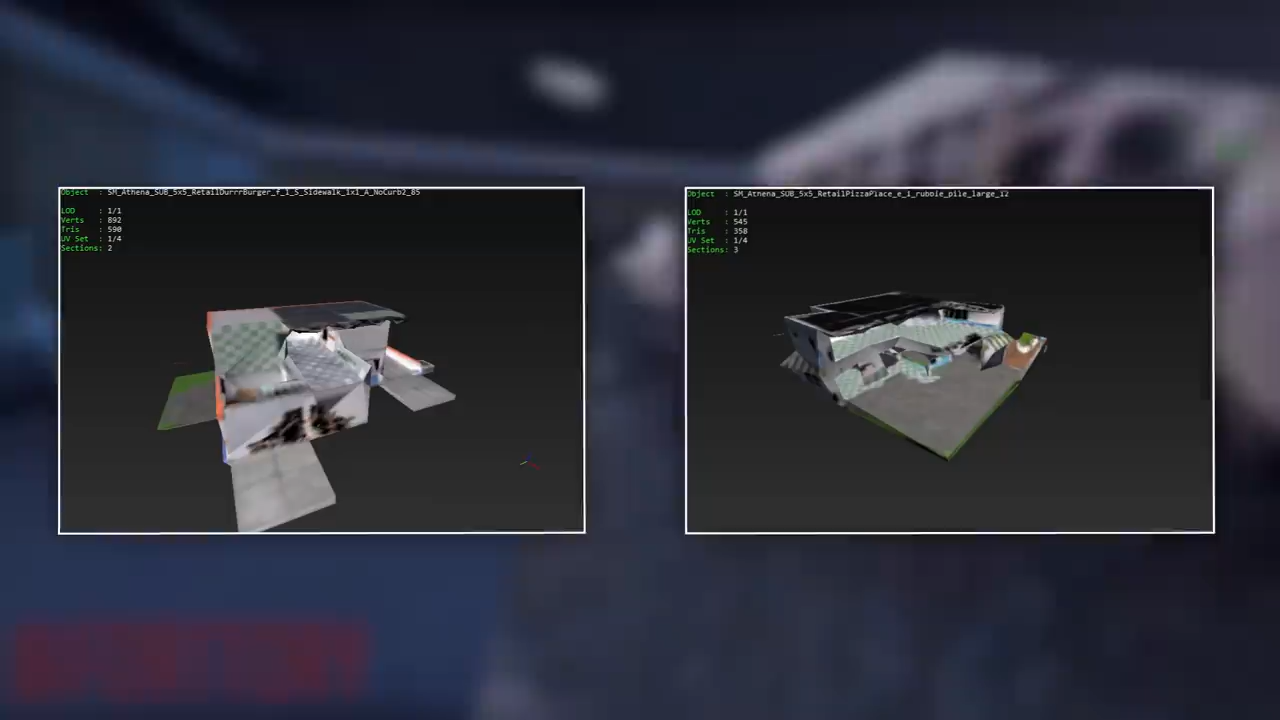 Object : SM_Athena_SUB_5x5_RetailDurrrBurger_f_1_S_Sidewalk_1x1_A_NoCurb2_85
LOD : 1/1
Verts : 892
Tris : 590
UV Set : 1/4
Sections: 2
Object : SM_Athena_SUB_5x5_RetailPizzaPlace_e_1_rubble_pile_large_12
LOD : 1/1
Verts : 545
Tris : 358
UV Set : 1/4
Sections: 3